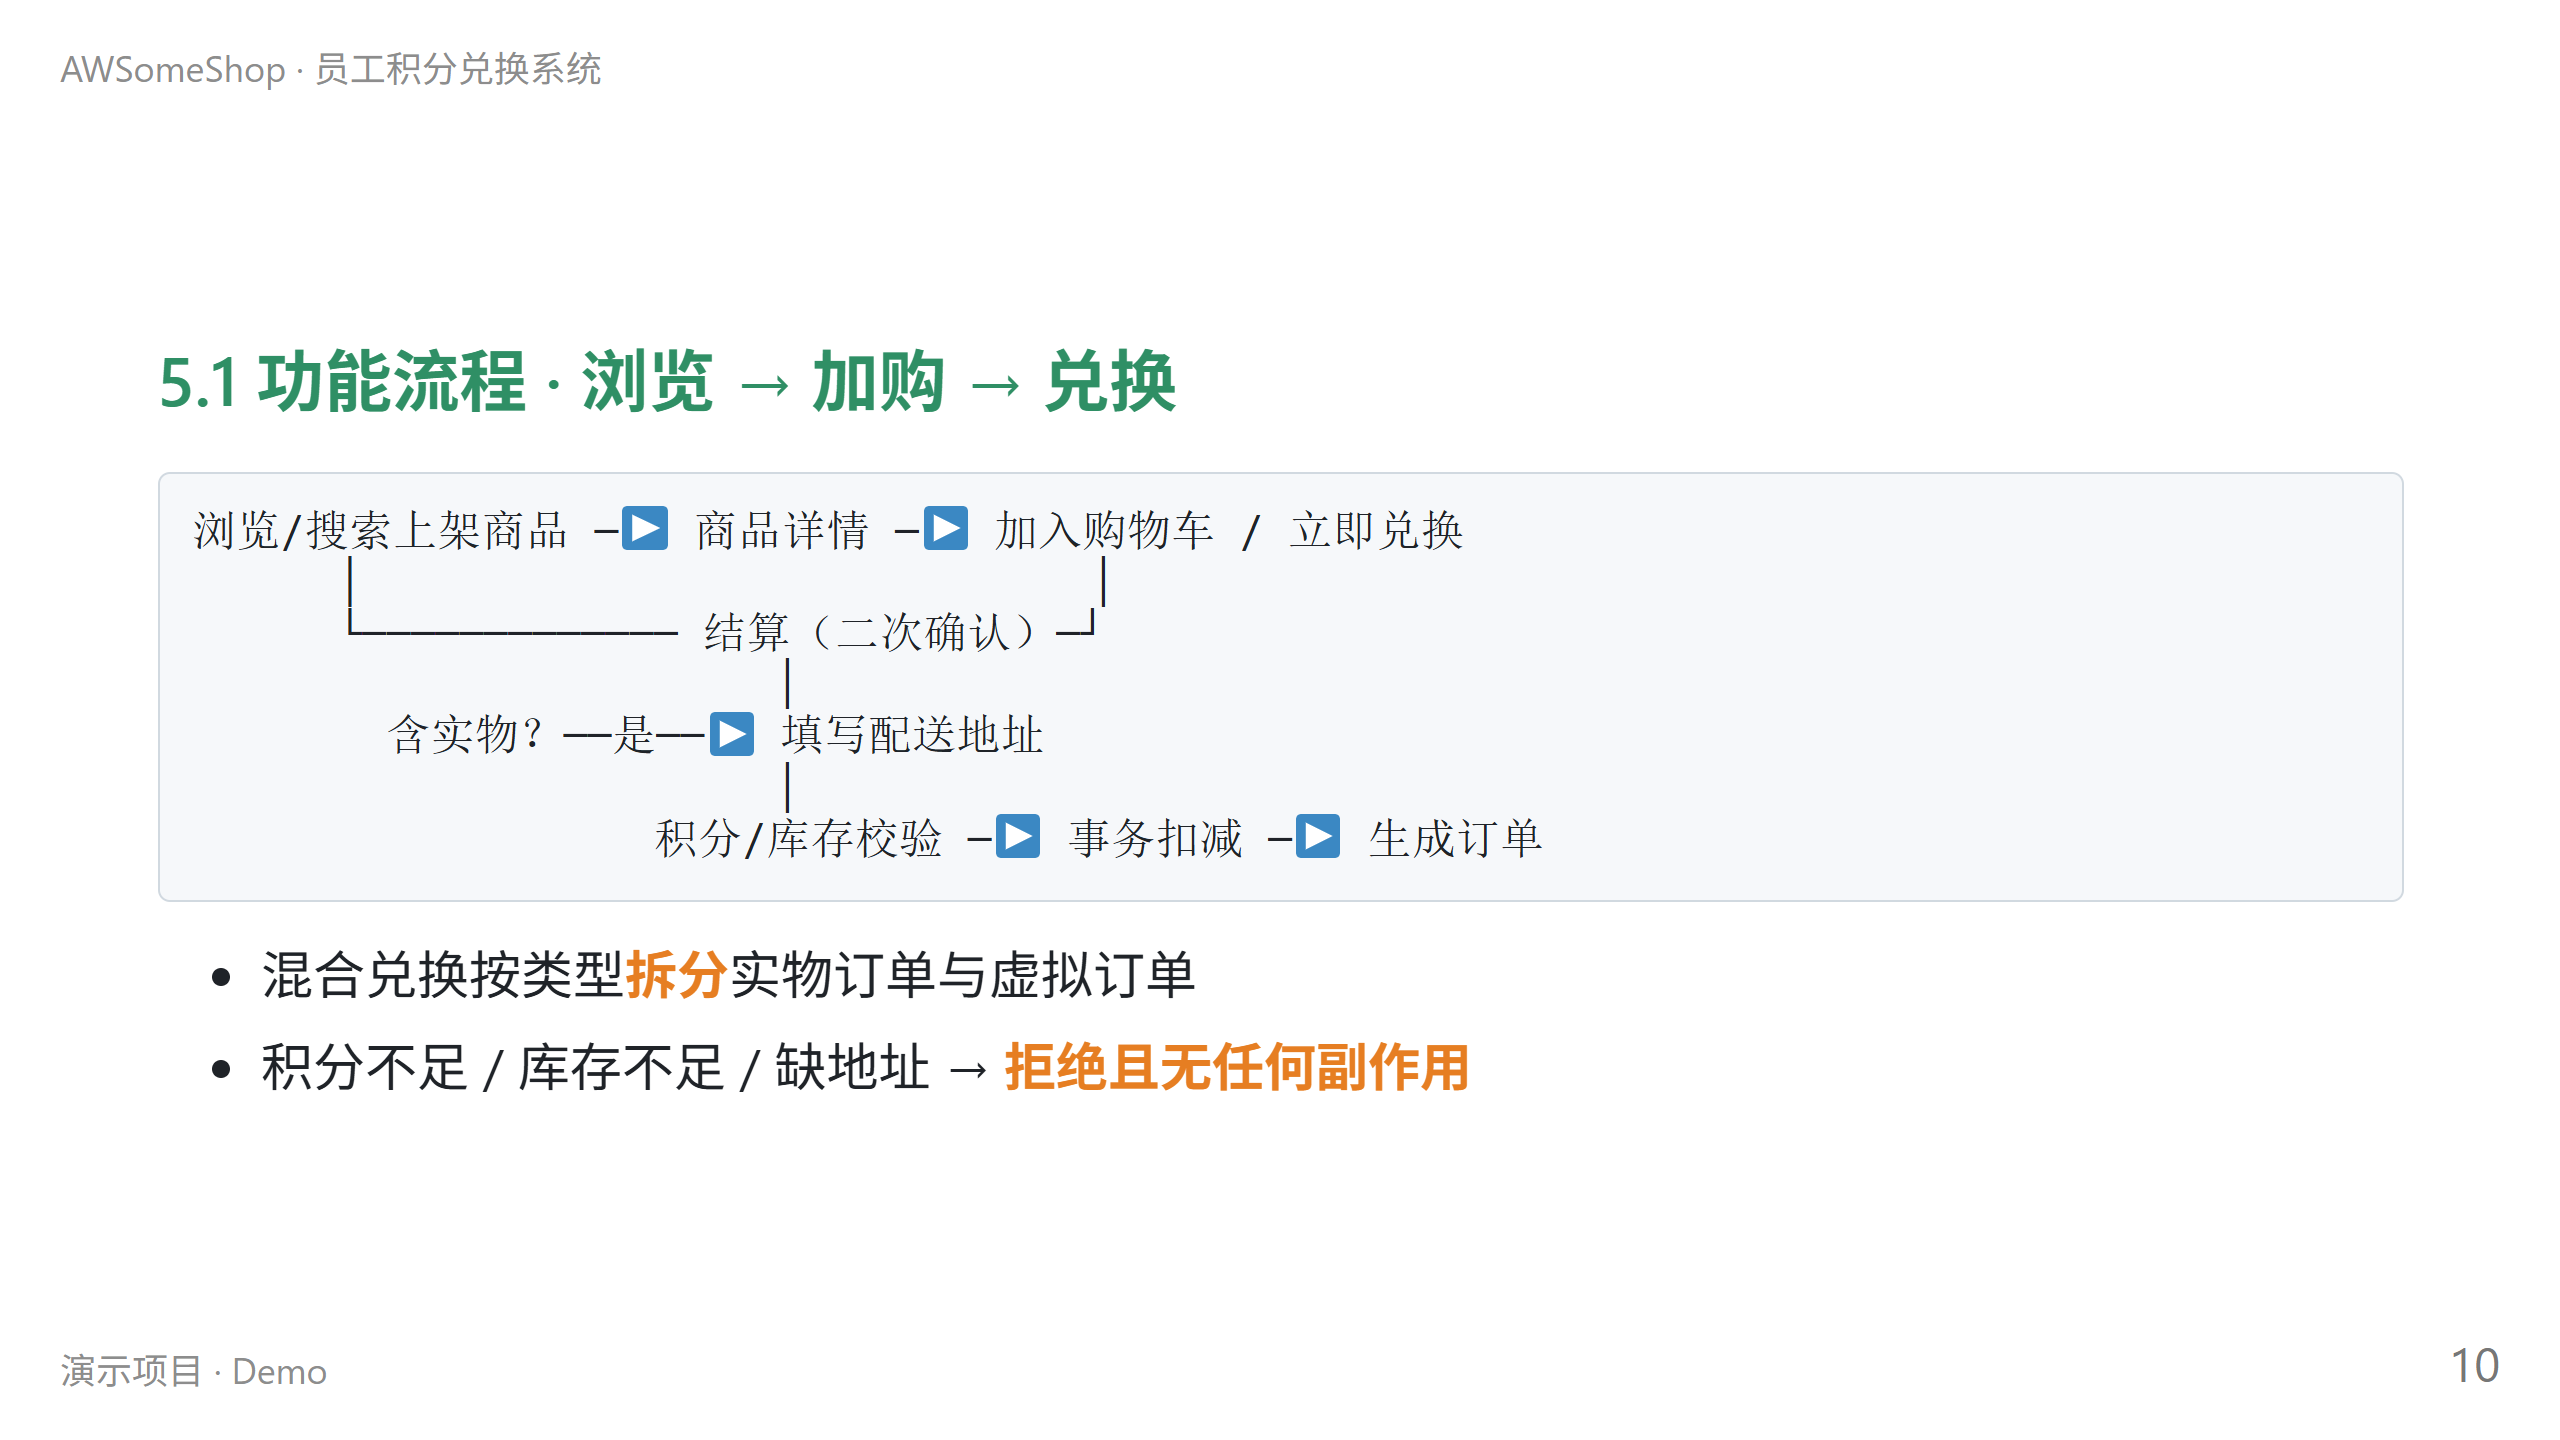 AWSomeShop · 员工积分兑换系统
5.1 功能流程 · 浏览 → 加购 → 兑换
浏览/搜索上架商品 ─▶ 商品详情 ─▶ 加入购物车 / 立即兑换
│ │
└───────────── 结算（二次确认）─┘
│
含实物？──是──▶ 填写配送地址
│
积分/库存校验 ─▶ 事务扣减 ─▶ 生成订单
• 混合兑换按类型拆分实物订单与虚拟订单
• 积分不足 / 库存不足 / 缺地址 → 拒绝且无任何副作用
演示项目 · Demo
10